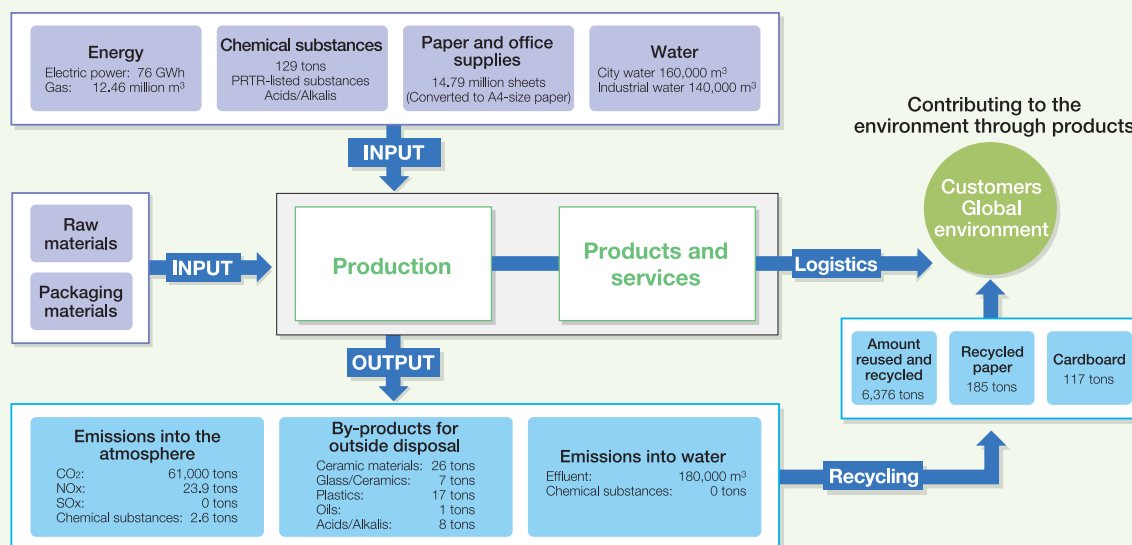 Energy
Electric power: 76 GWh
Gas: 12.46 million m³
Chemical substances
129 tons
PRTR-listed substances
Acids/Alkalis
Paper and office
supplies
14.79 million sheets
(Converted to A4-size paper)
Water
City water 160,000 m³
Industrial water 140,000 m³
INPUT
Contributing to the
environment through products
Customers
Global
environment
Raw
materials
Packaging
materials
INPUT
Production
Products and
services
Logistics
OUTPUT
Amount
reused and
recycled
6,376 tons
Recycled
paper
185 tons
Cardboard
117 tons
Emissions into the
atmosphere
CO₂: 61,000 tons
NOx: 23.9 tons
SOx: 0 tons
Chemical substances: 2.6 tons
By-products for
outside disposal
Ceramic materials: 26 tons
Glass/Ceramics: 7 tons
Plastics: 17 tons
Oils: 1 tons
Acids/Alkalis: 8 tons
Emissions into water
Effluent: 180,000 m³
Chemical substances: 0 tons
Recycling